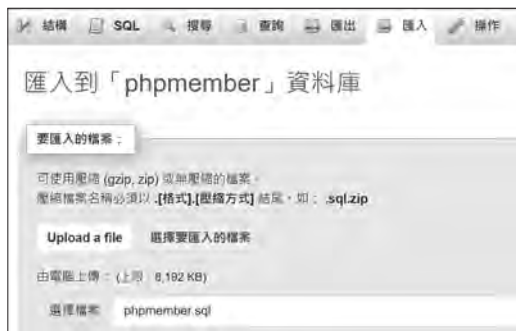 結構 SQL 搜尋 查詢 匯出 匯入 操作
匯入到「phpmember」資料庫
要匯入的檔案：
可使用壓縮 (gzip, zip) 或無壓縮的檔案。
壓縮檔案名稱必須以 .[格式].[壓縮方式] 結尾。如： .sql.zip
Upload a file 選擇要匯入的檔案
由電腦上傳：(上限： 8,192 KB)
選擇檔案 phpmember.sql